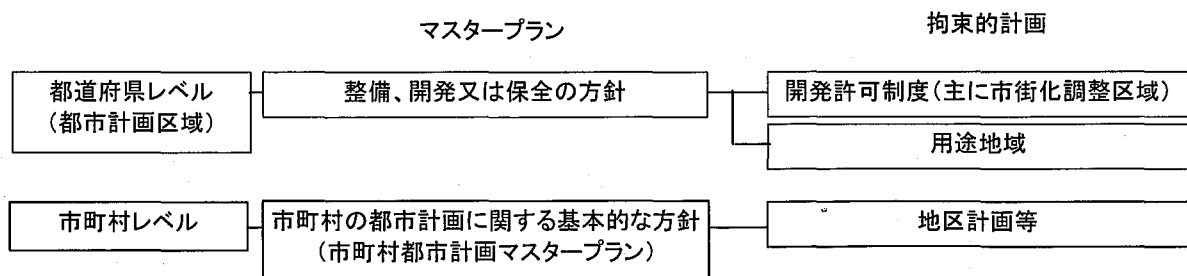 マスタープラン
拘束的計画
都道府県レベル
(都市計画区域)
整備、開発又は保全の方針
開発許可制度(主に市街化調整区域)
用途地域
市町村レベル
市町村の都市計画に関する基本的な方針
(市町村都市計画マスタープラン)
地区計画等